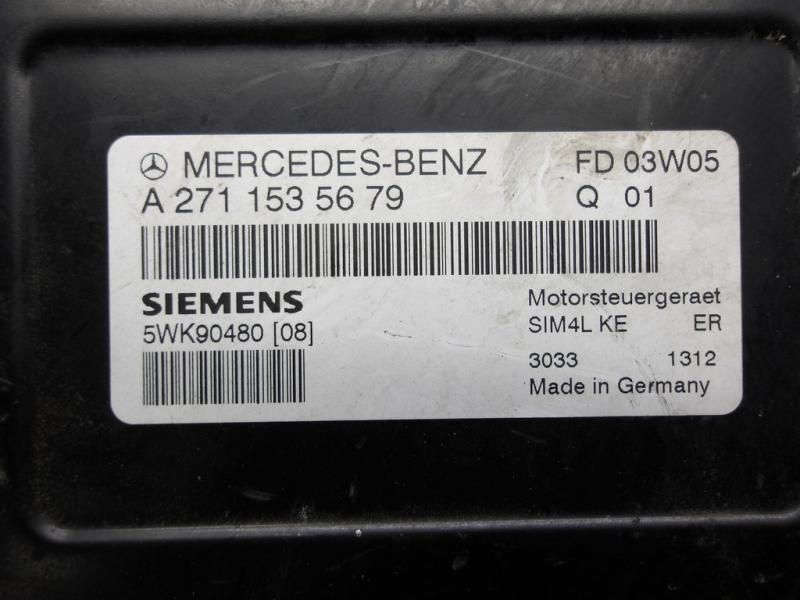 MERCEDES-BENZ FD 03W05
A 271 153 56 79 Q 01
SIEMENS Motorsteuergeraet
5WK90480 [08] SIM4L KE ER
3033 1312
Made in Germany